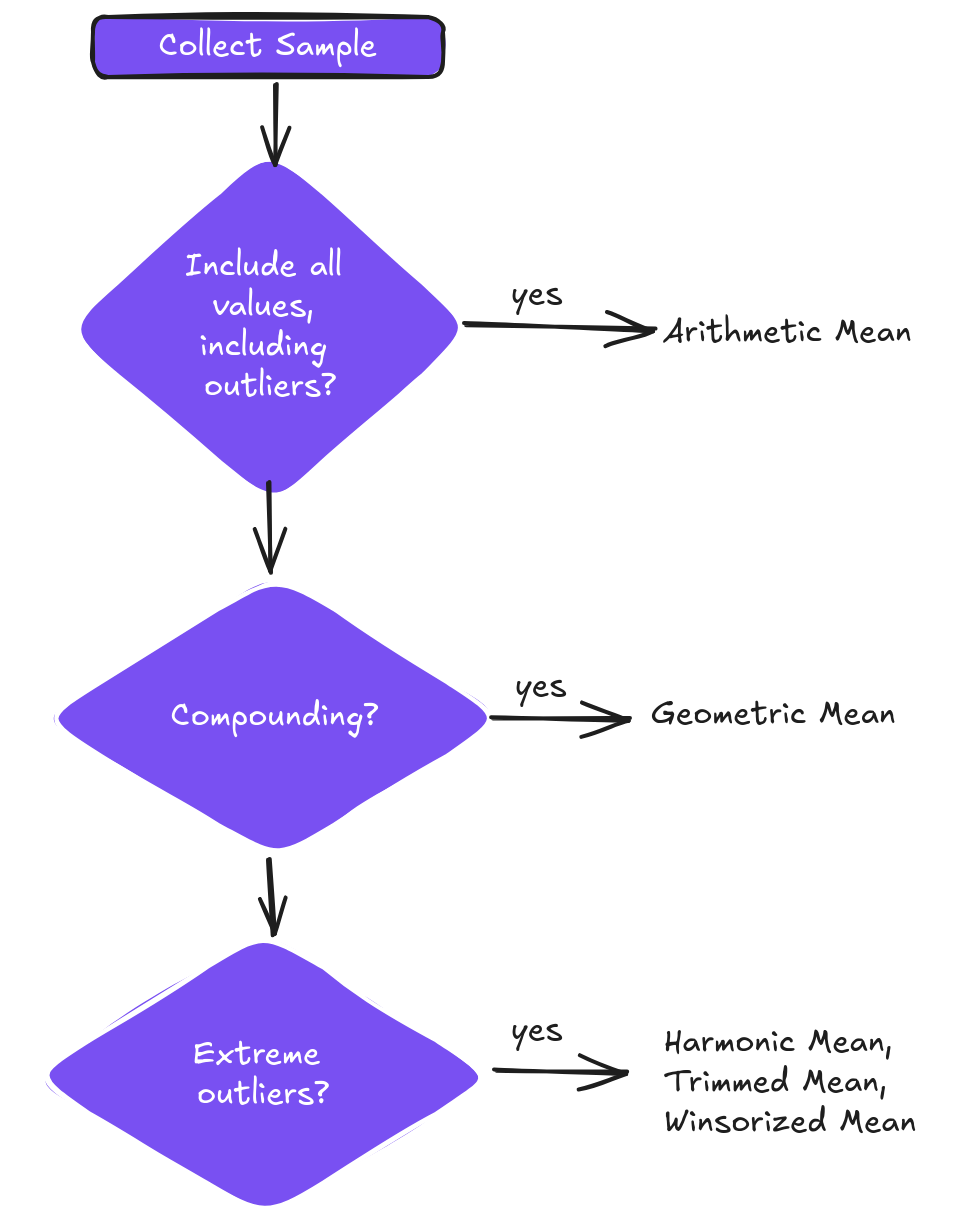 Collect Sample
Include all
values,
including
outliers?
yes
Arithmetic Mean
Compounding?
yes
Geometric Mean
Extreme
outliers?
yes
Harmonic Mean,
Trimmed Mean,
Winsorized Mean